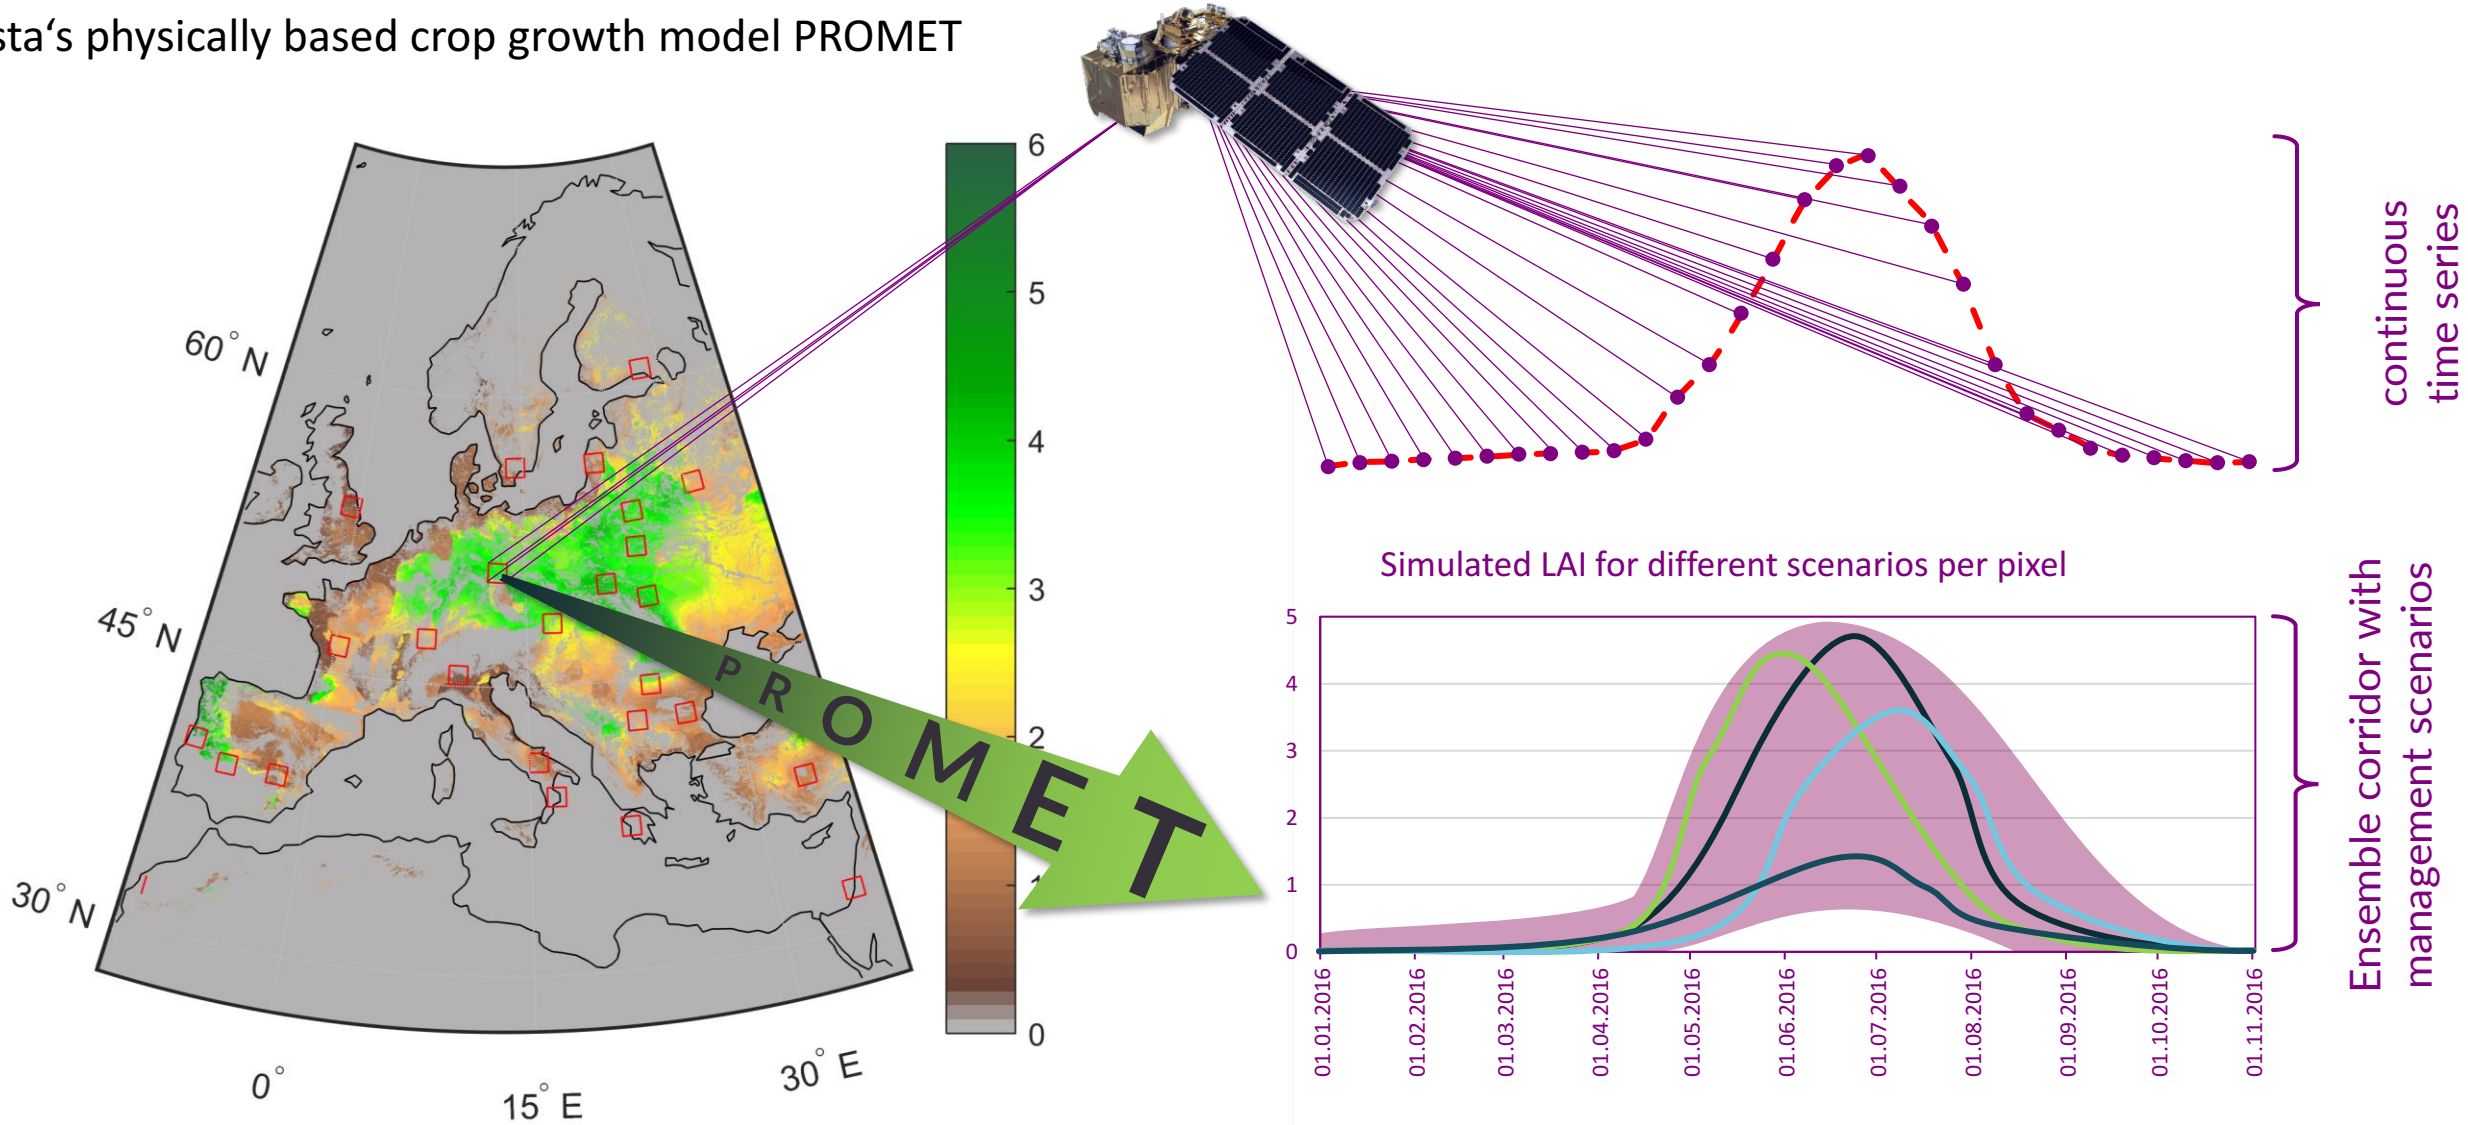 sta‘s physically based crop growth model PROMET
60° N
45° N
30° N
0°
15° E
30° E
6
5
4
3
2
0
PROMET
continuous
time series
Simulated LAI for different scenarios per pixel
5
4
3
2
1
0
01.01.2016
01.02.2016
01.03.2016
01.04.2016
01.05.2016
01.06.2016
01.07.2016
01.08.2016
01.09.2016
01.10.2016
01.11.2016
Ensemble corridor with
management scenarios